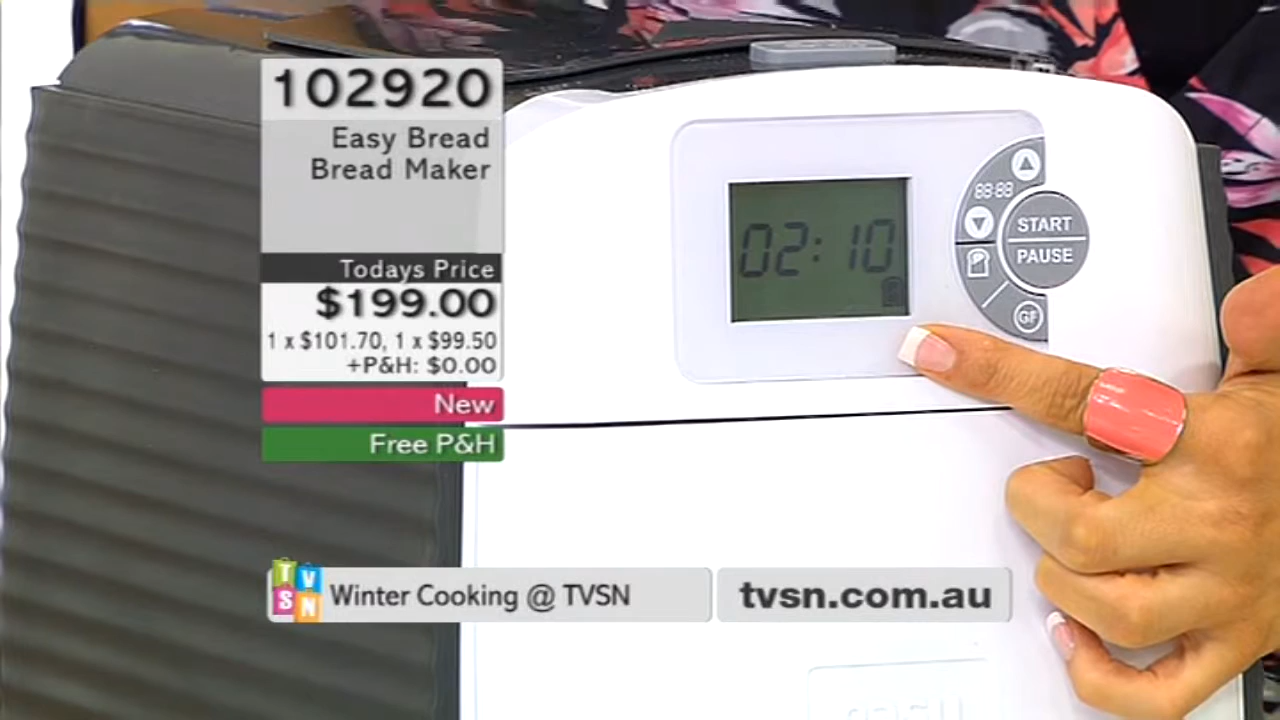 102920
Easy Bread
Bread Maker
Todays Price
$199.00
1 x $101.70, 1 x $99.50
+P&H: $0.00
New
Free P&H
02:10
88:88
START
PAUSE
GF
TVSN
Winter Cooking @ TVSN
tvsn.com.au